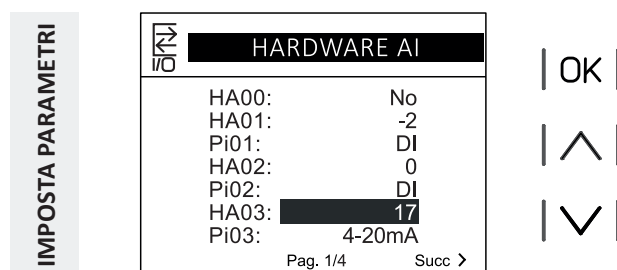 IMPOSTA PARAMETRI
I/O
HARDWARE AI
HA00: No
HA01: -2
Pi01: DI
HA02: 0
Pi02: DI
HA03: 17
Pi03: 4-20mA
Pag. 1/4 Succ >
OK